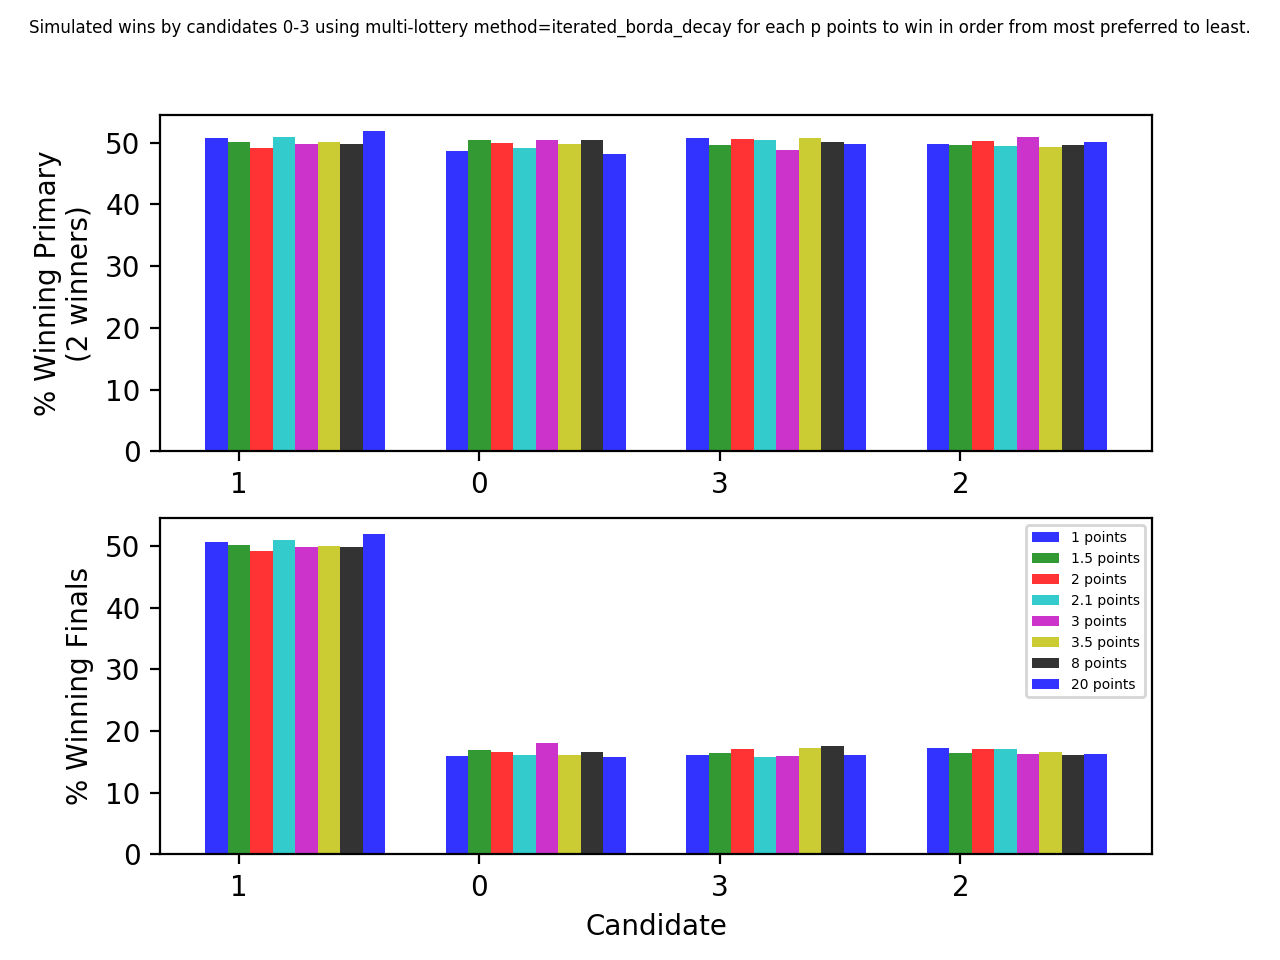 Simulated wins by candidates 0-3 using multi-lottery method=iterated_borda_decay for each p points to win in order from most preferred to least.
% Winning Primary
(2 winners)
50
40
30
20
10
0
1 0 3 2
% Winning Finals
50
40
30
20
10
0
1 points
1.5 points
2 points
2.1 points
3 points
3.5 points
8 points
20 points
1 0 3 2
Candidate